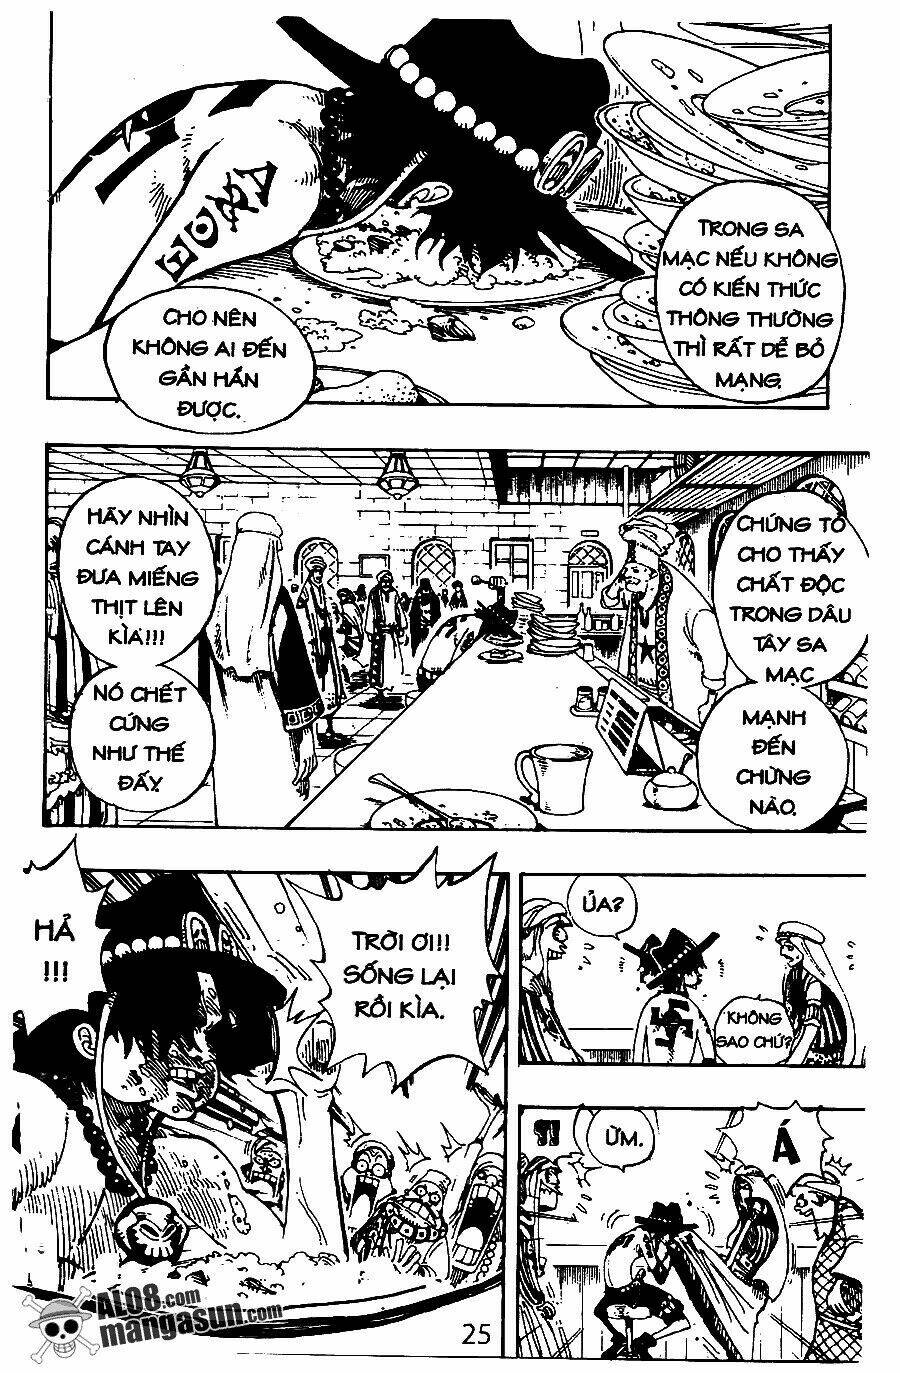 TRONG SA
MẠC NẾU KHÔNG
CÓ KIẾN THỨC
THÔNG THƯỜNG
THÌ RẤT DỄ BỎ
MẠNG.
CHO NÊN
KHÔNG AI ĐẾN
GẦN HẮN
ĐƯỢC.
HÃY NHÌN
CÁNH TAY
ĐƯA MIẾNG
THỊT LÊN
KÌA!!!
NÓ CHẾT
CỨNG
NHƯ THẾ
ĐẤY.
CHỨNG TỎ
CHO THẤY
CHẤT ĐỘC
TRONG DÂU
TÂY SA
MẠC
MẠNH
ĐẾN
CHỪNG
NÀO.
HẢ
!!!
TRỜI ƠI!!!
SỐNG LẠI
RỒI KÌA.
ỦA?
KHÔNG
SAO CHỨ?
?!
ỪM.
Á
AL08.com
mangasun.com
25